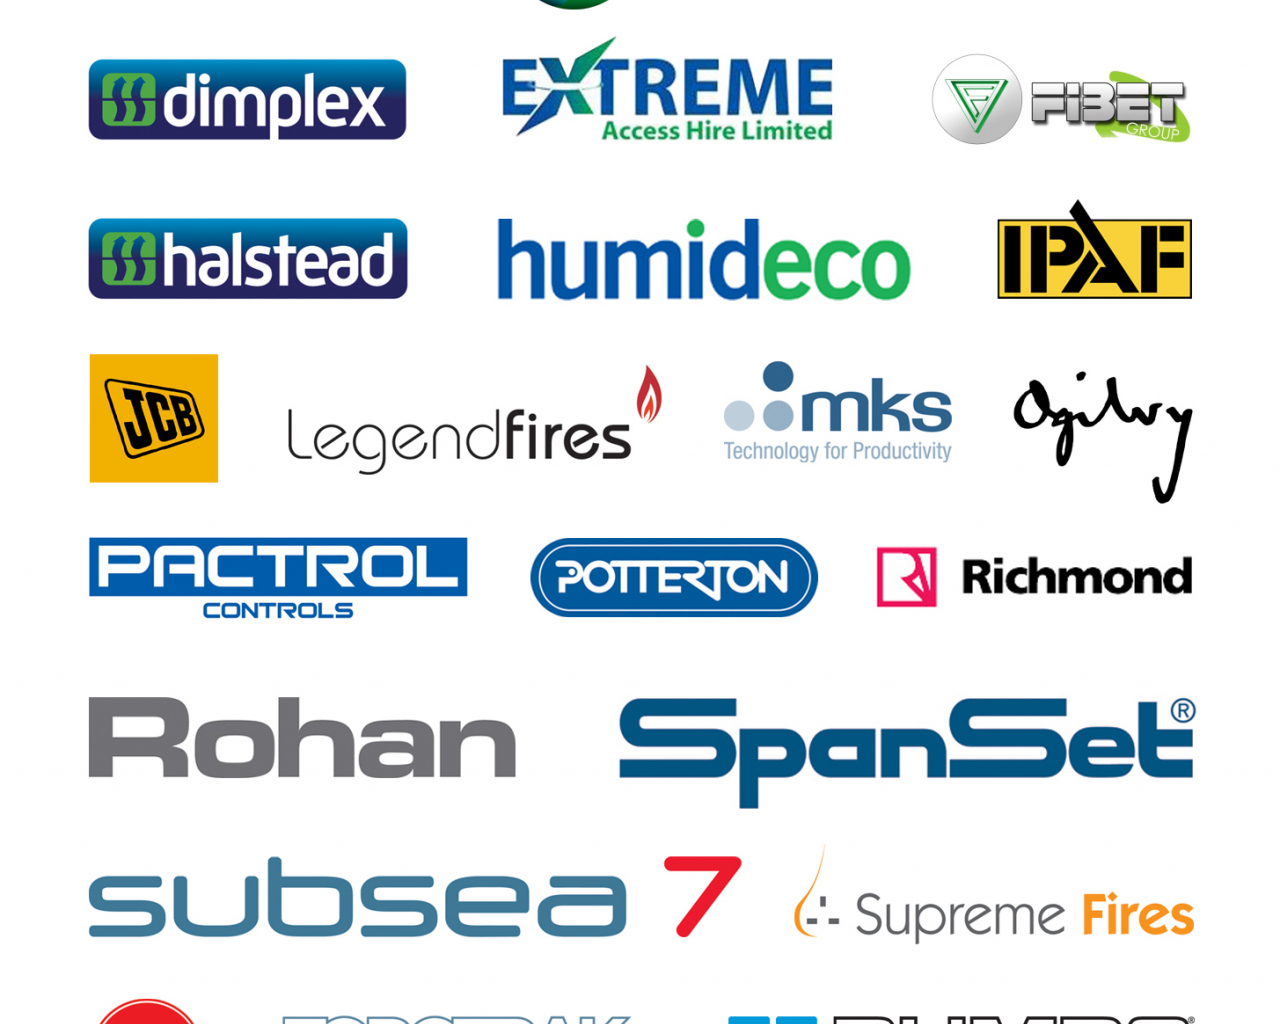 dimplex
EXTREME
Access Hire Limited
FIBET
GROUP
halstead
humideco
IPAF
JCB
Legendfires
mks
Technology for Productivity
Ogilvy
PACTROL
CONTROLS
POTTERTON
Richmond
Rohan
SpanSet®
subsea 7
Supreme Fires